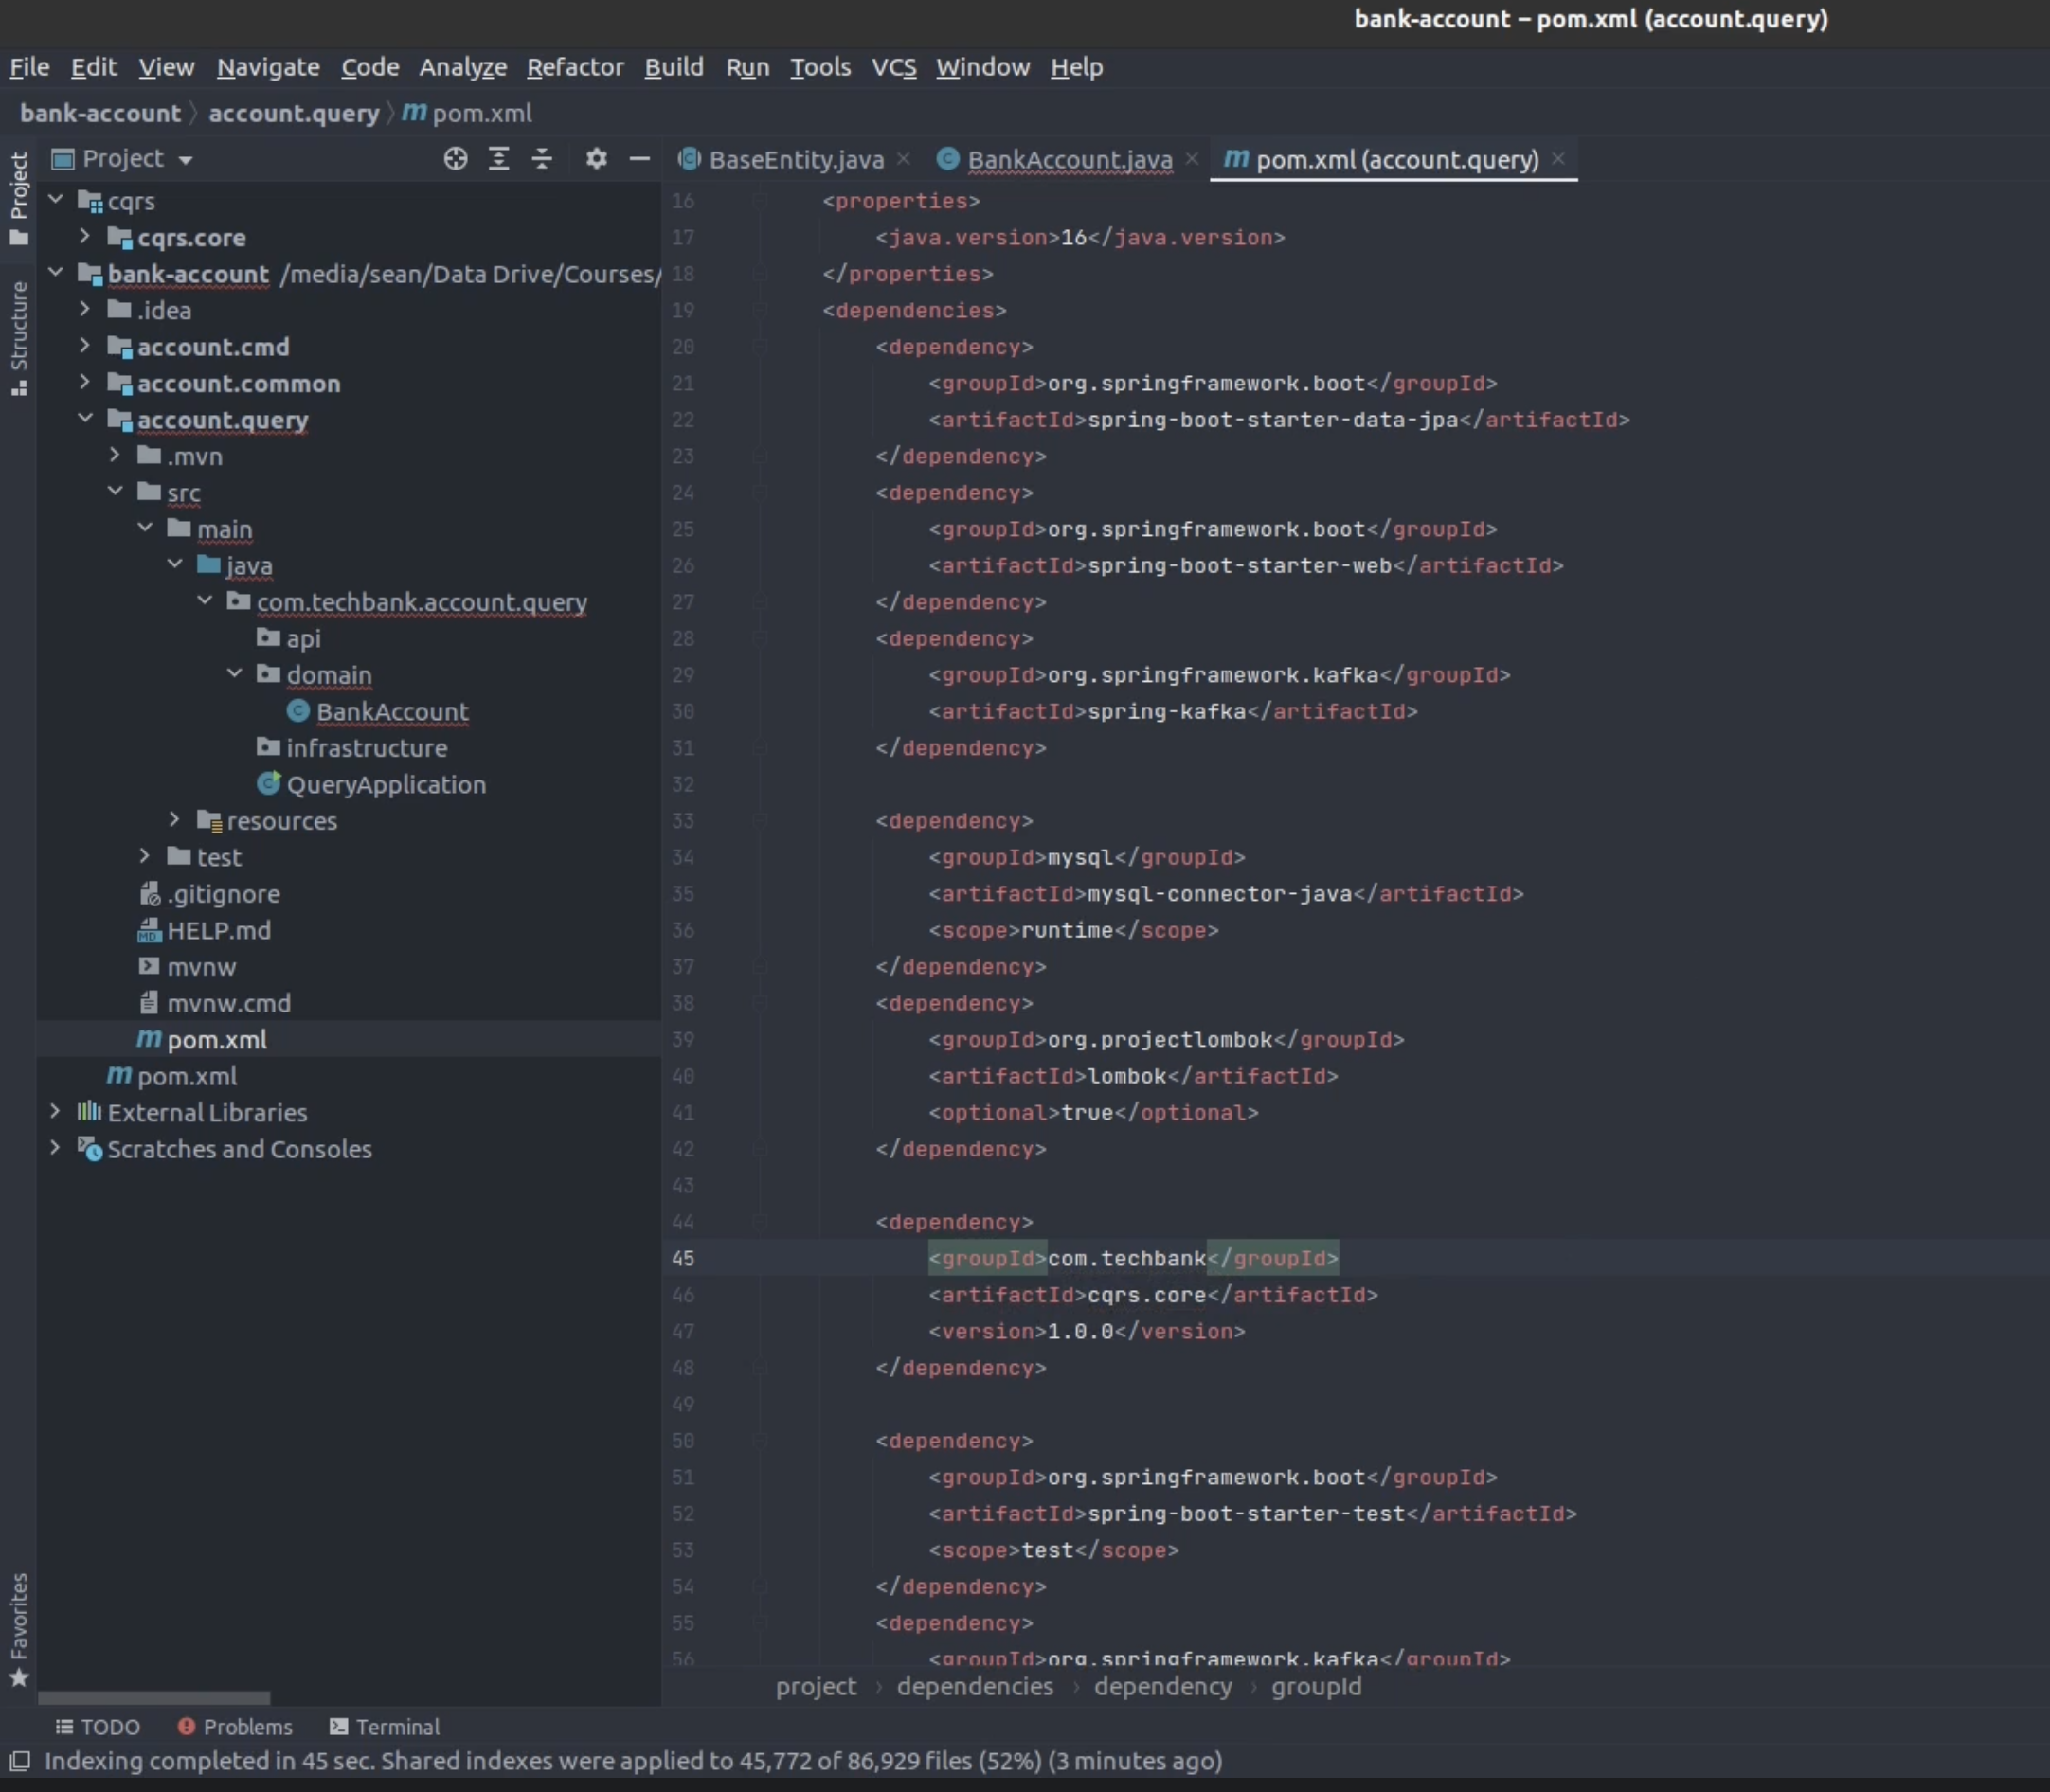 bank-account – pom.xml (account.query)
File Edit View Navigate Code Analyze Refactor Build Run Tools VCS Window Help
bank-account account.query m pom.xml
Project
Structure
Favorites
Project
cqrs
cqrs.core
bank-account /media/sean/Data Drive/Courses/
.idea
account.cmd
account.common
account.query
.mvn
src
main
java
com.techbank.account.query
api
domain
BankAccount
infrastructure
QueryApplication
resources
test
.gitignore
HELP.md
mvnw
mvnw.cmd
m pom.xml
m pom.xml
External Libraries
Scratches and Consoles
BaseEntity.java BankAccount.java m pom.xml (account.query)
16 <properties>
17 <java.version>16</java.version>
18 </properties>
19 <dependencies>
20 <dependency>
21 <groupId>org.springframework.boot</groupId>
22 <artifactId>spring-boot-starter-data-jpa</artifactId>
23 </dependency>
24 <dependency>
25 <groupId>org.springframework.boot</groupId>
26 <artifactId>spring-boot-starter-web</artifactId>
27 </dependency>
28 <dependency>
29 <groupId>org.springframework.kafka</groupId>
30 <artifactId>spring-kafka</artifactId>
31 </dependency>
32
33 <dependency>
34 <groupId>mysql</groupId>
35 <artifactId>mysql-connector-java</artifactId>
36 <scope>runtime</scope>
37 </dependency>
38 <dependency>
39 <groupId>org.projectlombok</groupId>
40 <artifactId>lombok</artifactId>
41 <optional>true</optional>
42 </dependency>
43
44 <dependency>
45 <groupId>com.techbank</groupId>
46 <artifactId>cqrs.core</artifactId>
47 <version>1.0.0</version>
48 </dependency>
49
50 <dependency>
51 <groupId>org.springframework.boot</groupId>
52 <artifactId>spring-boot-starter-test</artifactId>
53 <scope>test</scope>
54 </dependency>
55 <dependency>
56 <groupId>org.springframework.kafka</groupId>
project › dependencies › dependency › groupId
TODO Problems Terminal
Indexing completed in 45 sec. Shared indexes were applied to 45,772 of 86,929 files (52%) (3 minutes ago)